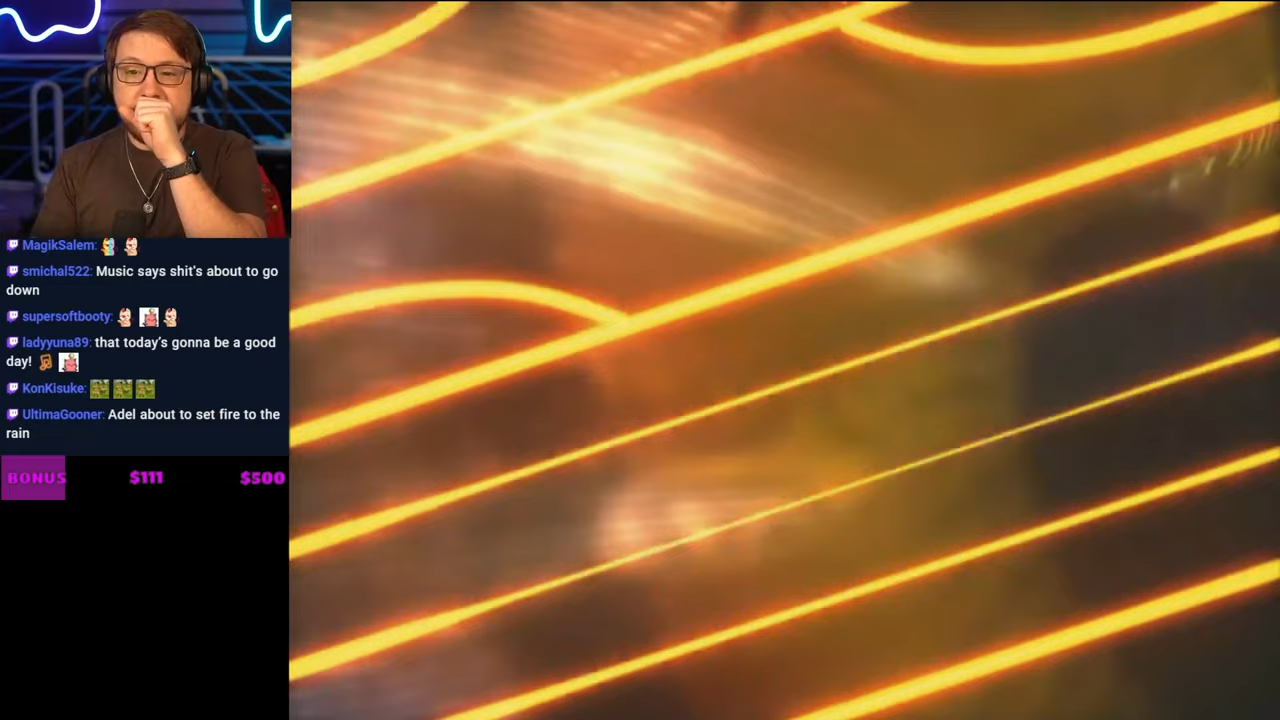 MagikSalem:
smichal522: Music says shit's about to go
down
supersoftbooty:
ladyyuna89: that today's gonna be a good
day!
KonKisuke:
UltimaGooner: Adel about to set fire to the
rain
BONUS $111 $500